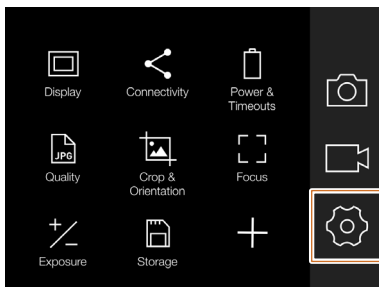 Display
Connectivity
Power &
Timeouts
JPG
Quality
Crop &
Orientation
Focus
Exposure
Storage